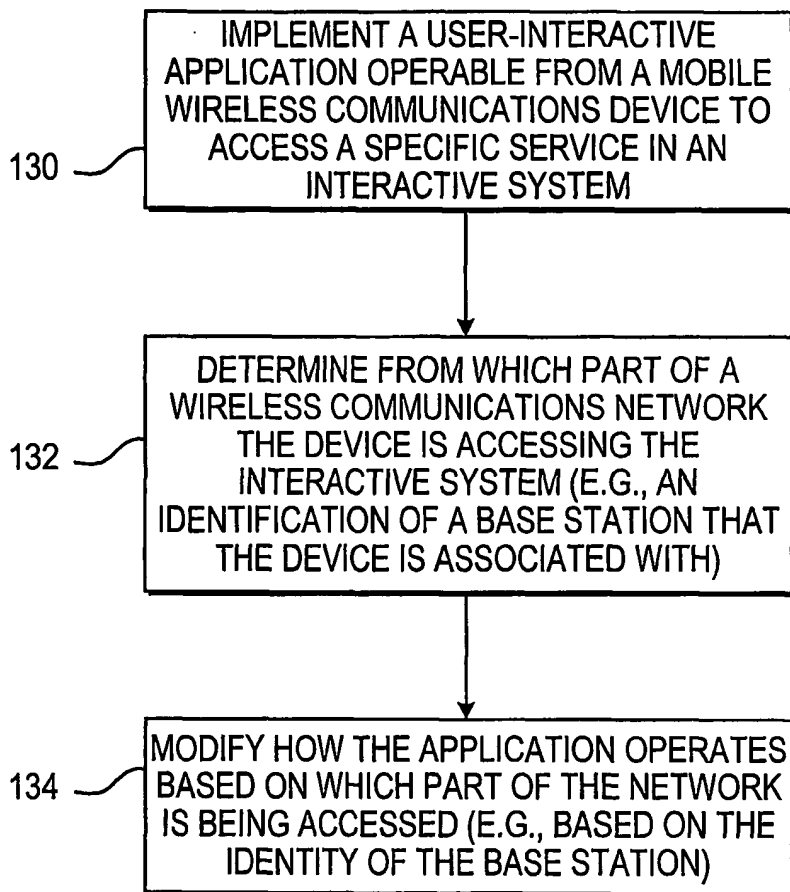 IMPLEMENT A USER-INTERACTIVE
APPLICATION OPERABLE FROM A MOBILE
WIRELESS COMMUNICATIONS DEVICE TO
ACCESS A SPECIFIC SERVICE IN AN
INTERACTIVE SYSTEM
130
DETERMINE FROM WHICH PART OF A
WIRELESS COMMUNICATIONS NETWORK
THE DEVICE IS ACCESSING THE
INTERACTIVE SYSTEM (E.G., AN
IDENTIFICATION OF A BASE STATION THAT
THE DEVICE IS ASSOCIATED WITH)
132
MODIFY HOW THE APPLICATION OPERATES
BASED ON WHICH PART OF THE NETWORK
IS BEING ACCESSED (E.G., BASED ON THE
IDENTITY OF THE BASE STATION)
134